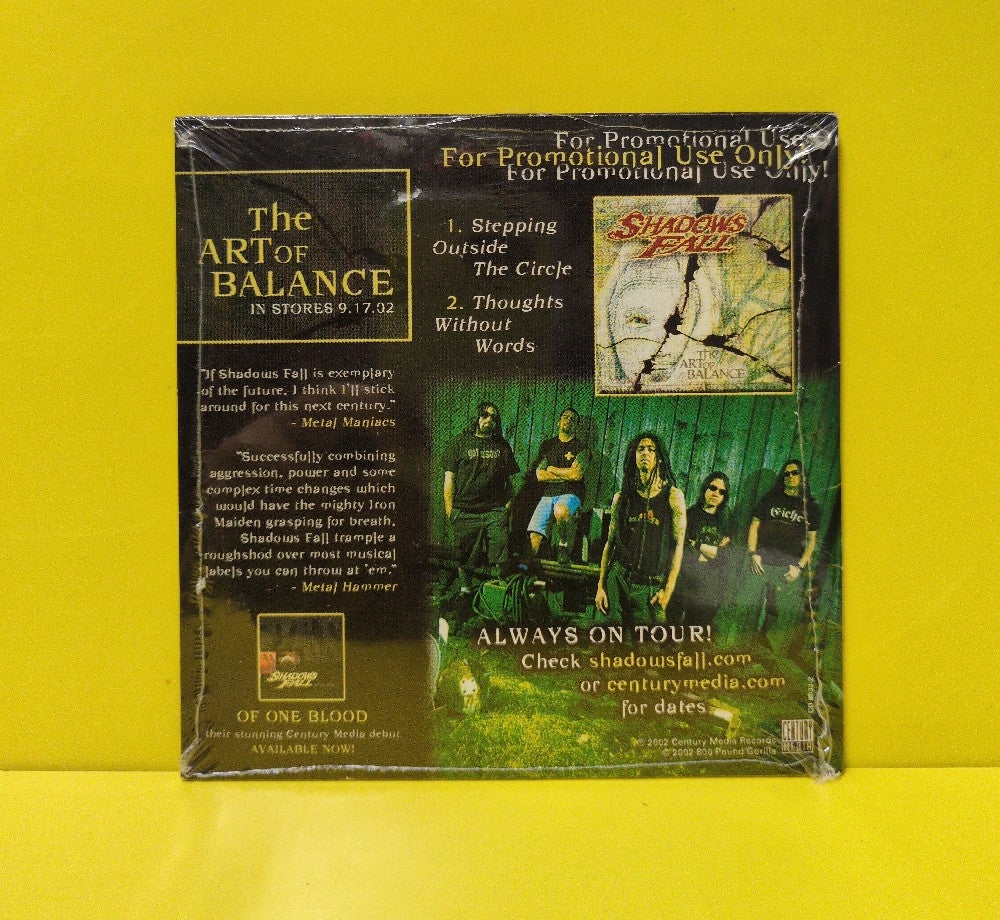 For Promotional Use
For Promotional Use Only!
For Promotional Use Only!
The
ART OF
BALANCE
IN STORES 9.17.02
1. Stepping
Outside
The Circle
2. Thoughts
Without
Words
SHADOWS
FALL
The
ART OF
BALANCE
"If Shadows Fall is exemplary
of the future, I think I'll stick
around for this next century."
- Metal Maniacs
"Successfully combining
aggression, power and some
complex time changes which
would have the mighty Iron
Maiden grasping for breath,
Shadows Fall trample a
roughshod over most musical
labels you can throw at 'em."
- Metal Hammer
SHADOWS
FALL
OF ONE BLOOD
their stunning Century Media debut
AVAILABLE NOW!
ALWAYS ON TOUR!
Check shadowsfall.com
or centurymedia.com
for dates
© 2002 Century Media Records
© 2002 800 Pound Gorilla
CENTURY
MEDIA